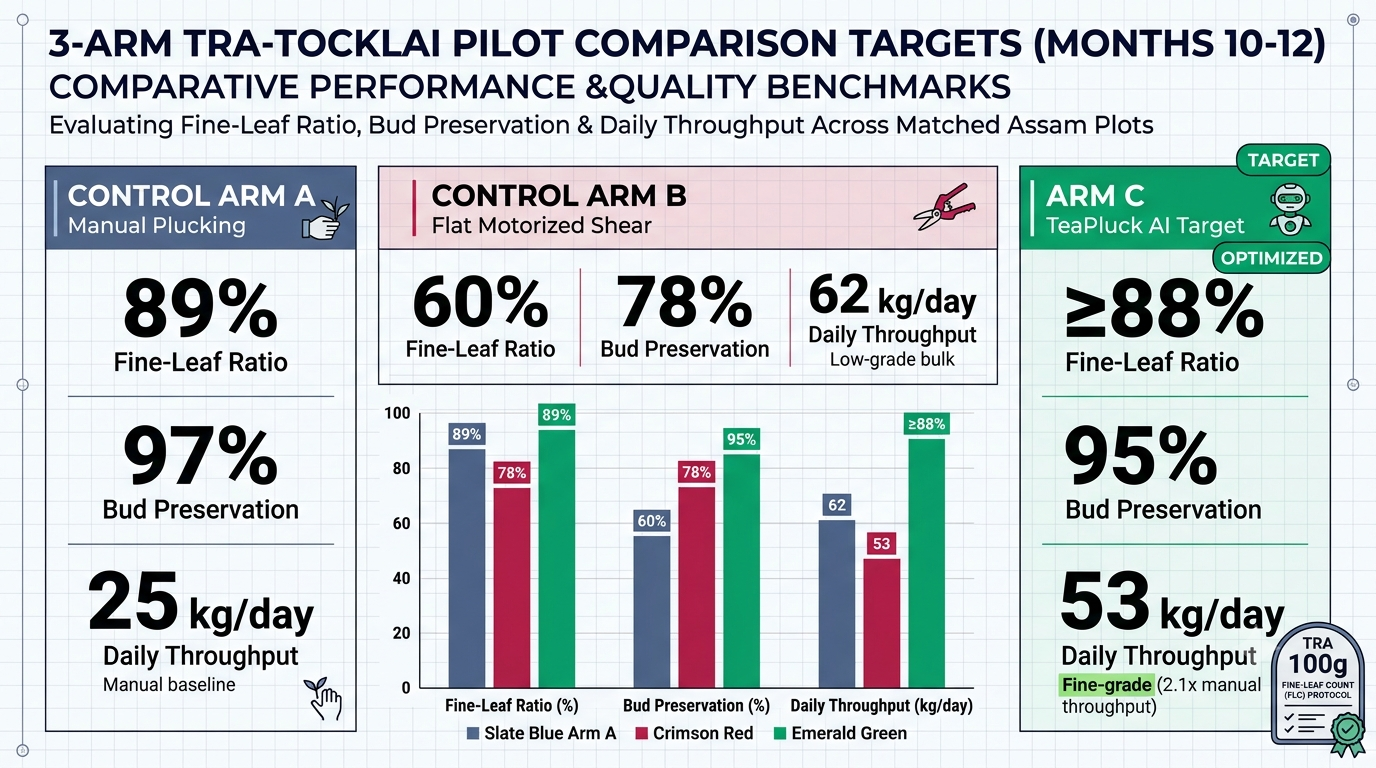 3-ARM TRA-TOCKLAI PILOT COMPARISON TARGETS (MONTHS 10-12)
COMPARATIVE PERFORMANCE &QUALITY BENCHMARKS
Evaluating Fine-Leaf Ratio, Bud Preservation & Daily Throughput Across Matched Assam Plots
CONTROL ARM A
Manual Plucking
89%
Fine-Leaf Ratio
97%
Bud Preservation
25 kg/day
Daily Throughput
Manual baseline
CONTROL ARM B
Flat Motorized Shear
60%
Fine-Leaf Ratio
78%
Bud Preservation
62 kg/day
Daily Throughput
Low-grade bulk
100
80
60
40
20
0
89%
78%
89%
60%
78%
95%
62
53
≥88%
Fine-Leaf Ratio (%)
Bud Preservation (%)
Daily Throughput (kg/day)
Slate Blue Arm A
Crimson Red
Emerald Green
TARGET
ARM C
TeaPluck AI Target
OPTIMIZED
≥88%
Fine-Leaf Ratio
95%
Bud Preservation
53 kg/day
Daily Throughput
Fine-grade (2.1x manual
throughput)
TRA
100g
FINE-LEAF COUNT
(FLC) PROTOCOL